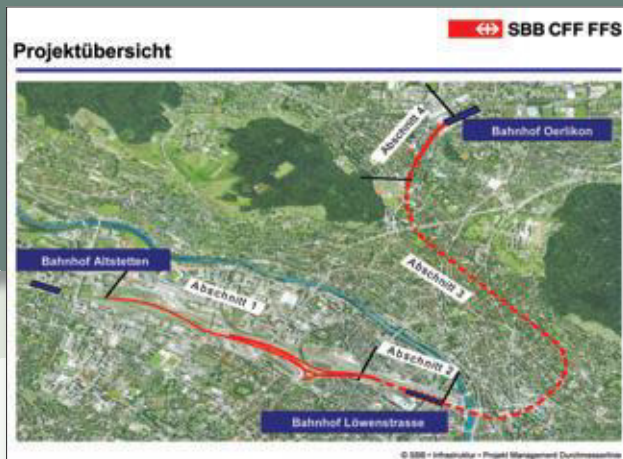 SBB CFF FFS
Projektübersicht
Abschnitt 4
Bahnhof Oerlikon
Bahnhof Altstetten
Abschnitt 1
Abschnitt 3
Abschnitt 2
Bahnhof Löwenstrasse
© SBB • Infrastruktur • Projekt Management Durchmesserlinie